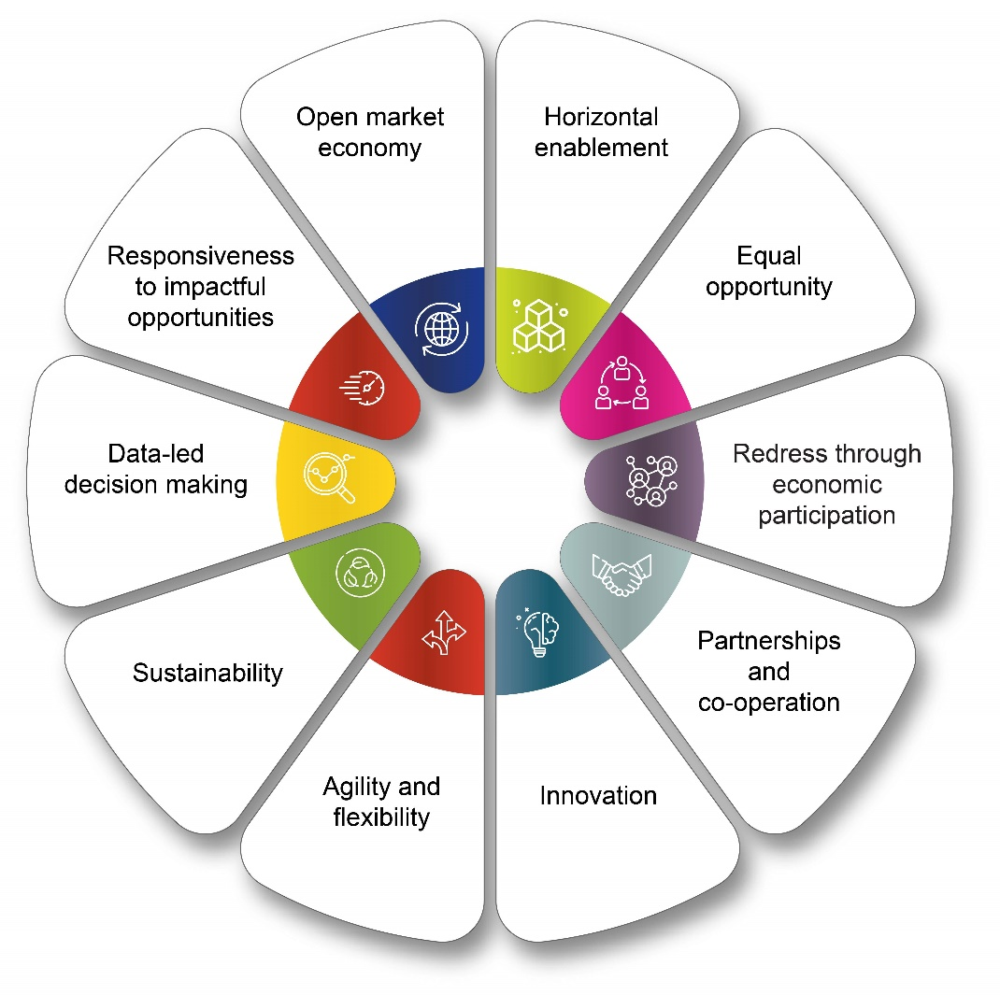 Open market
economy
Horizontal
enablement
Equal
opportunity
Redress through
economic
participation
Partnerships
and
co-operation
Innovation
Agility and
flexibility
Sustainability
Data-led
decision making
Responsiveness
to impactful
opportunities